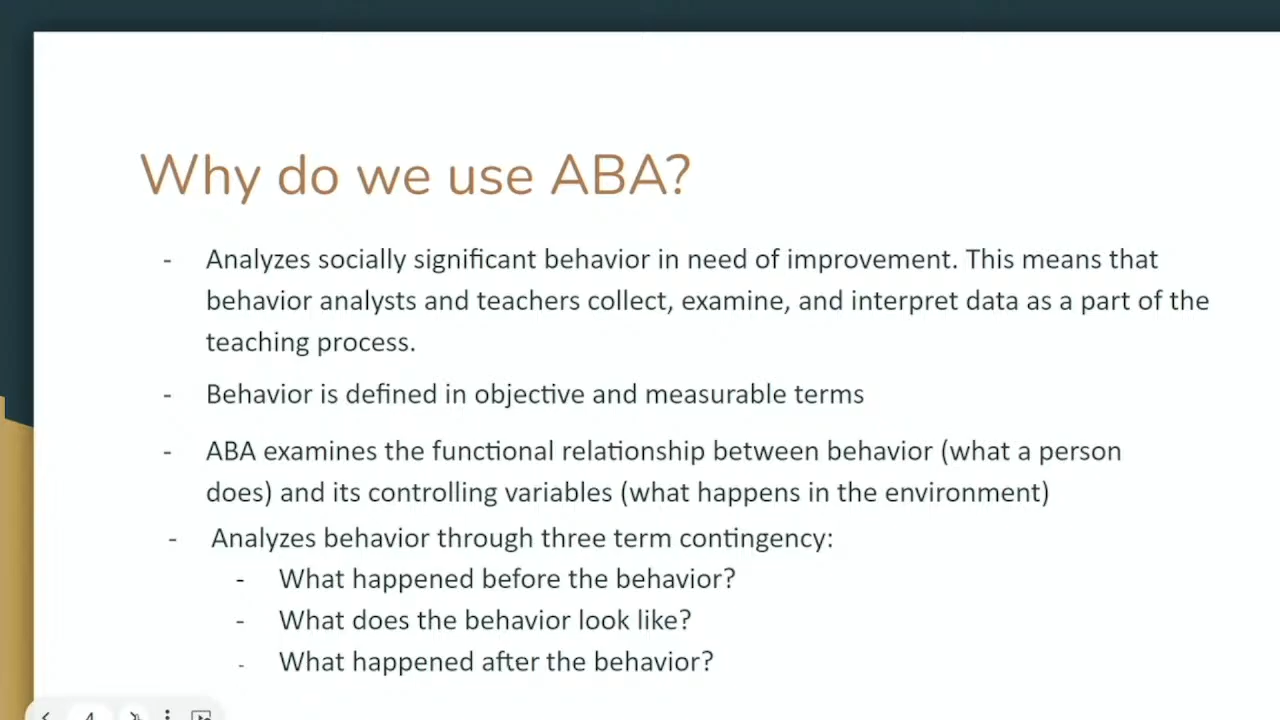 Why do we use ABA?
- Analyzes socially significant behavior in need of improvement. This means that
behavior analysts and teachers collect, examine, and interpret data as a part of the
teaching process.
- Behavior is defined in objective and measurable terms
- ABA examines the functional relationship between behavior (what a person
does) and its controlling variables (what happens in the environment)
- Analyzes behavior through three term contingency:
- What happened before the behavior?
- What does the behavior look like?
- What happened after the behavior?
4